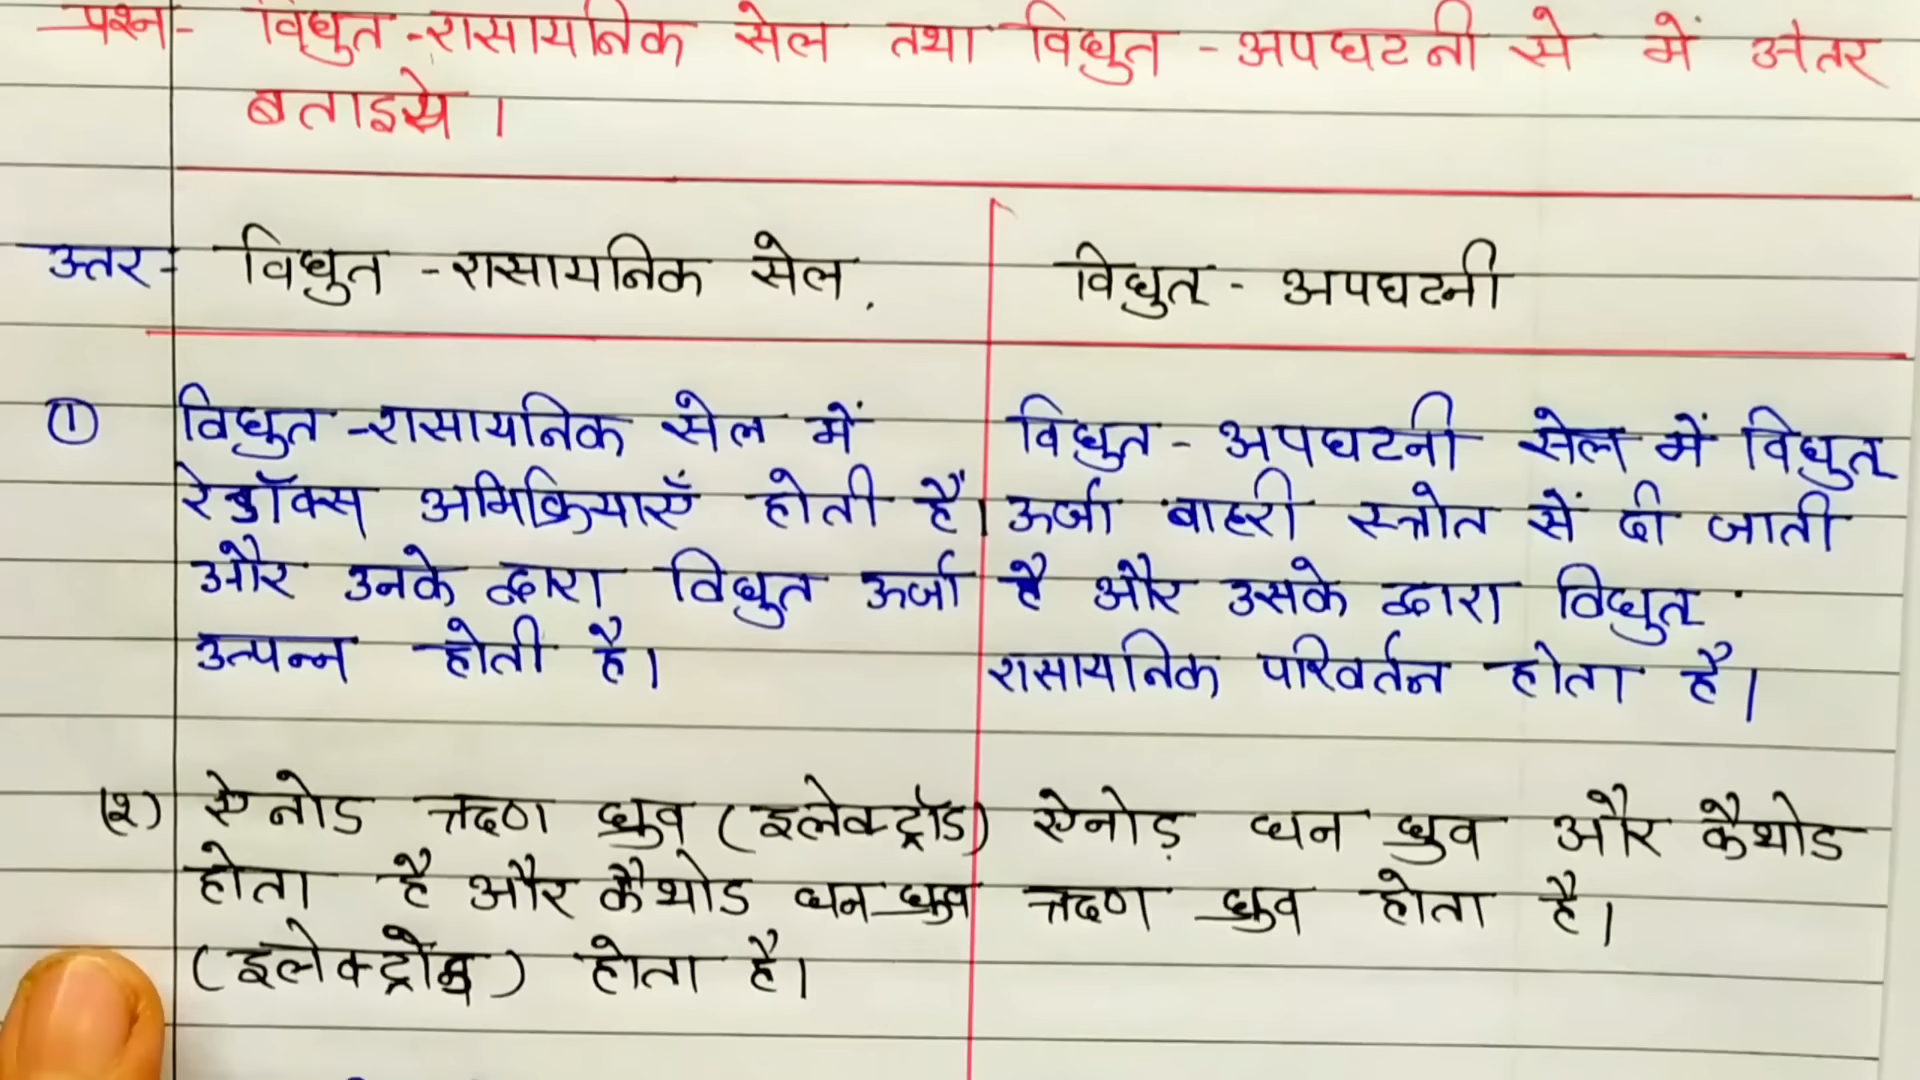 प्रश्न- विधुत-रासायनिक सेल तथा विधुत - अपघटनी से में अंतर
बताइये।
उत्तर- विधुत - रासायनिक सेल.
विधुत - अपघटनी
① विधुत -रासायनिक सेल में
रेडॉक्स अभिक्रियाएँ होती हैं।
और उनके द्वारा विधुत ऊर्जा
उत्पन्न होती है।
विधुत - अपघटनी सेल में विधुत
ऊर्जा बाहरी स्त्रोत सें दी जाती
है और उसके द्वारा विधुत
रासायनिक परिवर्तन होता है।
(2) ऐनोड ऋण ध्रुव (इलेक्ट्रॉड)
होता है और कैथोड धन ध्रुव
(इलेक्ट्रोड) होता है।
ऐनोड़ धन ध्रुव और कैथोड
ऋण ध्रुव होता है।